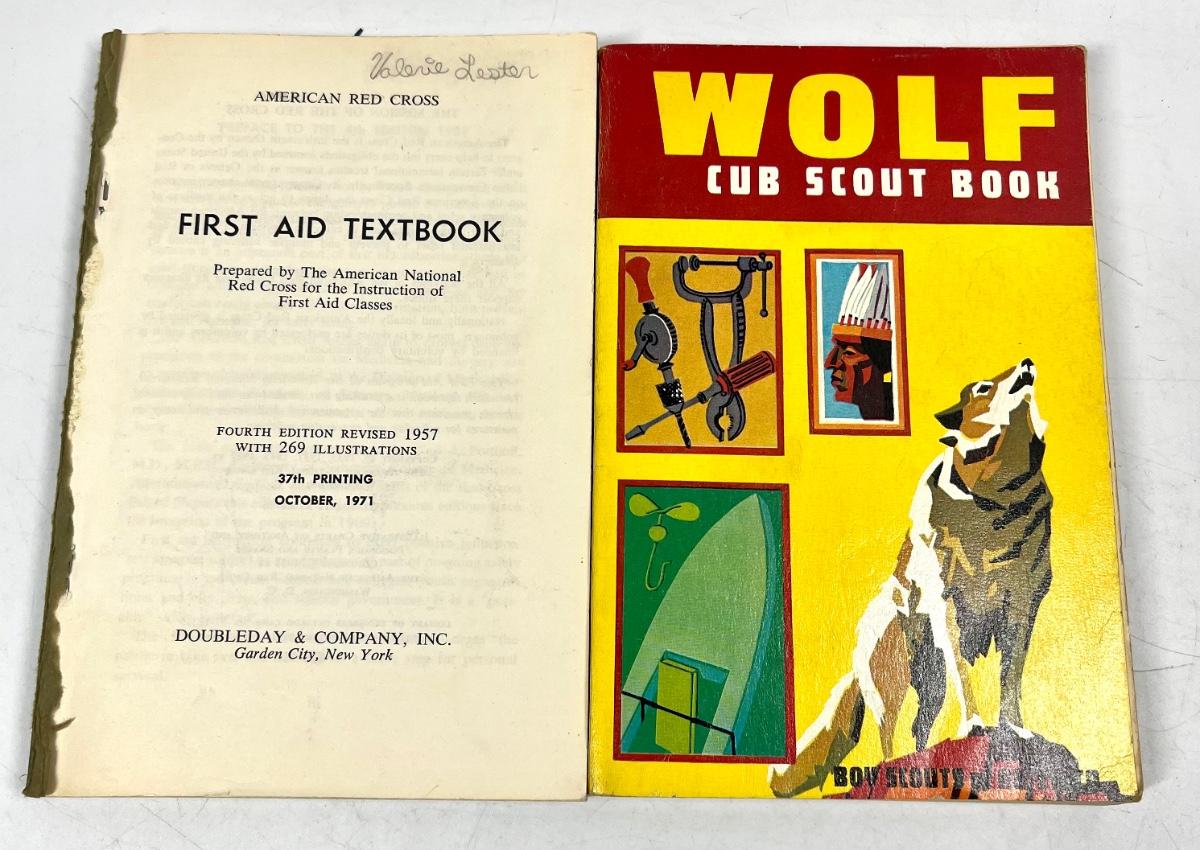 Valerie Lester
AMERICAN RED CROSS
FIRST AID TEXTBOOK
Prepared by The American National
Red Cross for the Instruction of
First Aid Classes
FOURTH EDITION REVISED 1957
WITH 269 ILLUSTRATIONS
37th PRINTING
OCTOBER, 1971
DOUBLEDAY & COMPANY, INC.
Garden City, New York
WOLF
CUB SCOUT BOOK
BOY SCOUTS